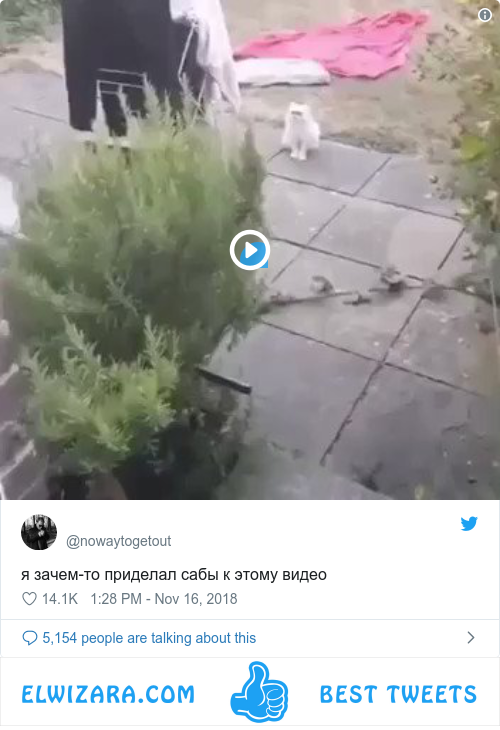 @nowaytogetout
я зачем-то приделал сабы к этому видео
14.1K 1:28 PM - Nov 16, 2018
5,154 people are talking about this
ELWIZARA.COM BEST TWEETS